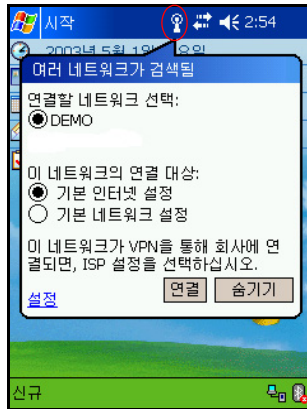 시작 2:54
2003년 5월 1
여러 네트워크가 검색됨
연결할 네트워크 선택:
DEMO
이 네트워크의 연결 대상:
기본 인터넷 설정
기본 네트워크 설정
이 네트워크가 VPN을 통해 회사에 연
결되면, ISP 설정을 선택하십시오.
설정 연결 숨기기
신규